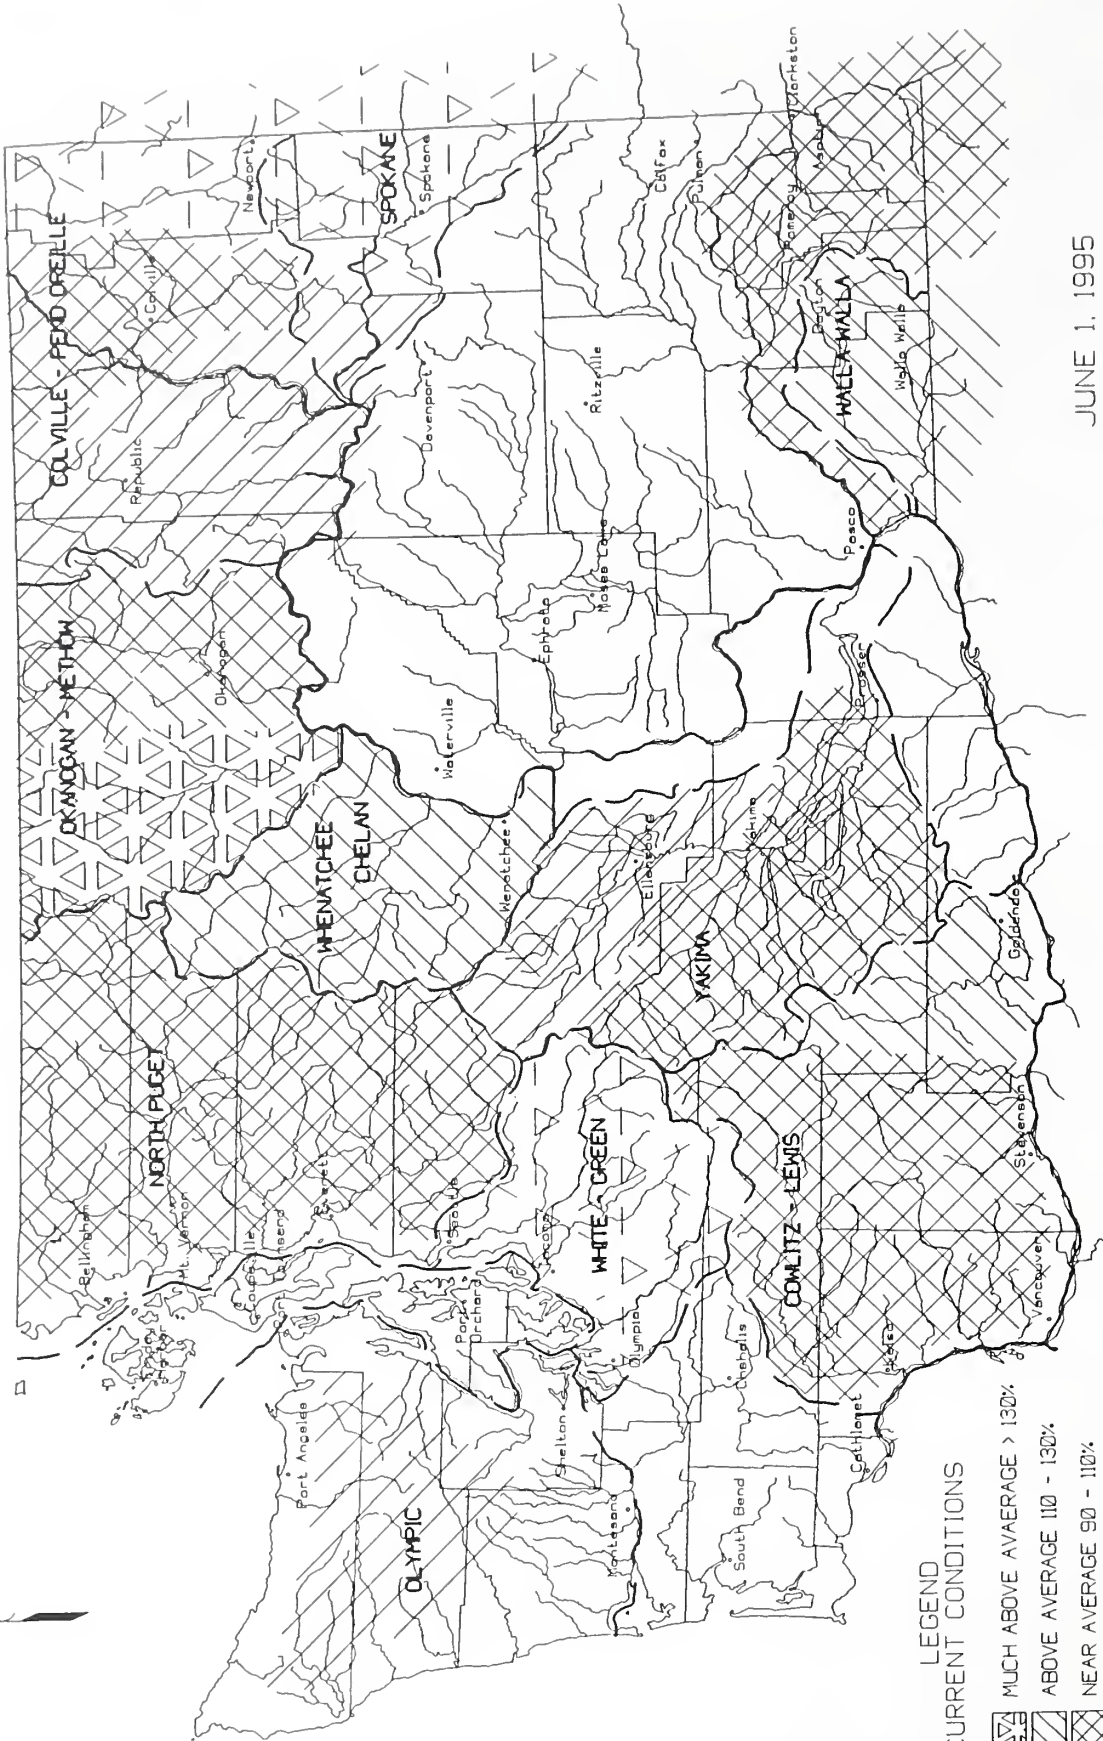 COLVILLE - PEND OREILLE
OKANOGAN - METHOW
NORTH PUGET
Newport
Colville
Republic
Okanogan
Bellingham
Mt. Vernon
SPOKANE
Spokane
WHENATCHEE
CHELAN
Davenport
Waterville
Wenatchee
Everett
Seattle
Port Angeles
Port
Orchard
OLYMPIC
Ephrata
Moses Lake
Ritzville
Colfax
Pulman
Ellensburg
Tacoma
WHITE - GREEN
Olympia
Shelton
Montesano
YAKIMA
Yakima
Pomeroy
Clarkston
Asotin
Dayton
WALLA WALLA
Walla Walla
Pasco
Prosser
COWLITZ - LEWIS
Chehalis
South Bend
Cathlamet
Kelso
Goldendale
Stevenson
Vancouver
LEGEND
CURRENT CONDITIONS
MUCH ABOVE AVAERAGE > 130%
ABOVE AVERAGE 110 - 130%
NEAR AVERAGE 90 - 110%
JUNE 1, 1995